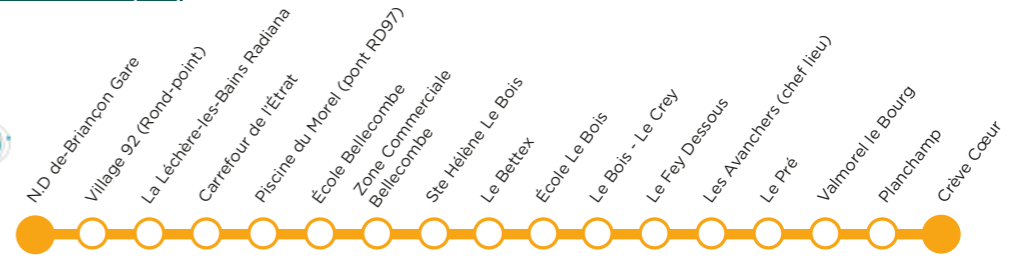 N.D de-Briançon Gare
Village 92 (Rond-point)
La Léchère-les-Bains Radiana
Carrefour de l'Étrat
Piscine du Morel (pont RD97)
École Bellecombe
Zone Commerciale
Bellecombe
Ste Hélène Le Bois
Le Bettex
École Le Bois
Le Bois - Le Crey
Le Fey Dessous
Les Avanchers (chef lieu)
Le Pré
Valmorel le Bourg
Planchamp
Crève Cœur